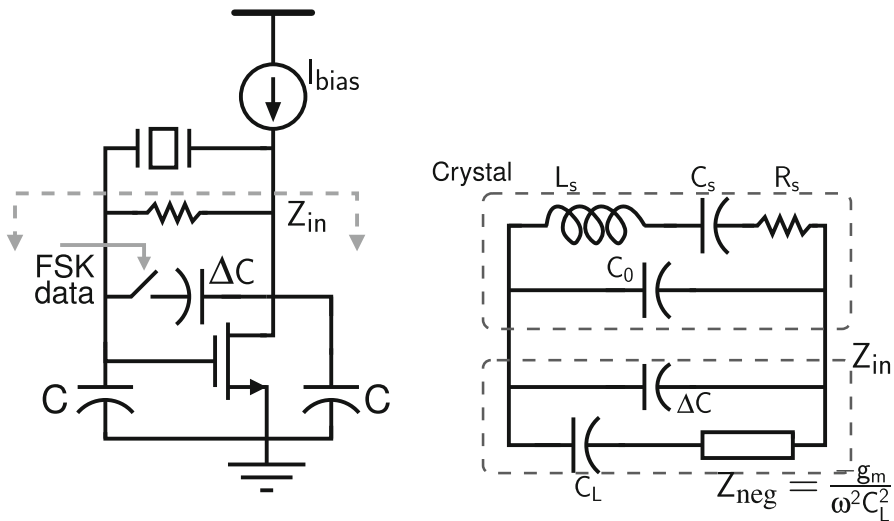 I_bias
Z_in
FSK
data
ΔC
C
C
Crystal
L_s
C_s
R_s
C_0
Z_in
ΔC
C_L
Z_neg = -g_m / ω²C_L²